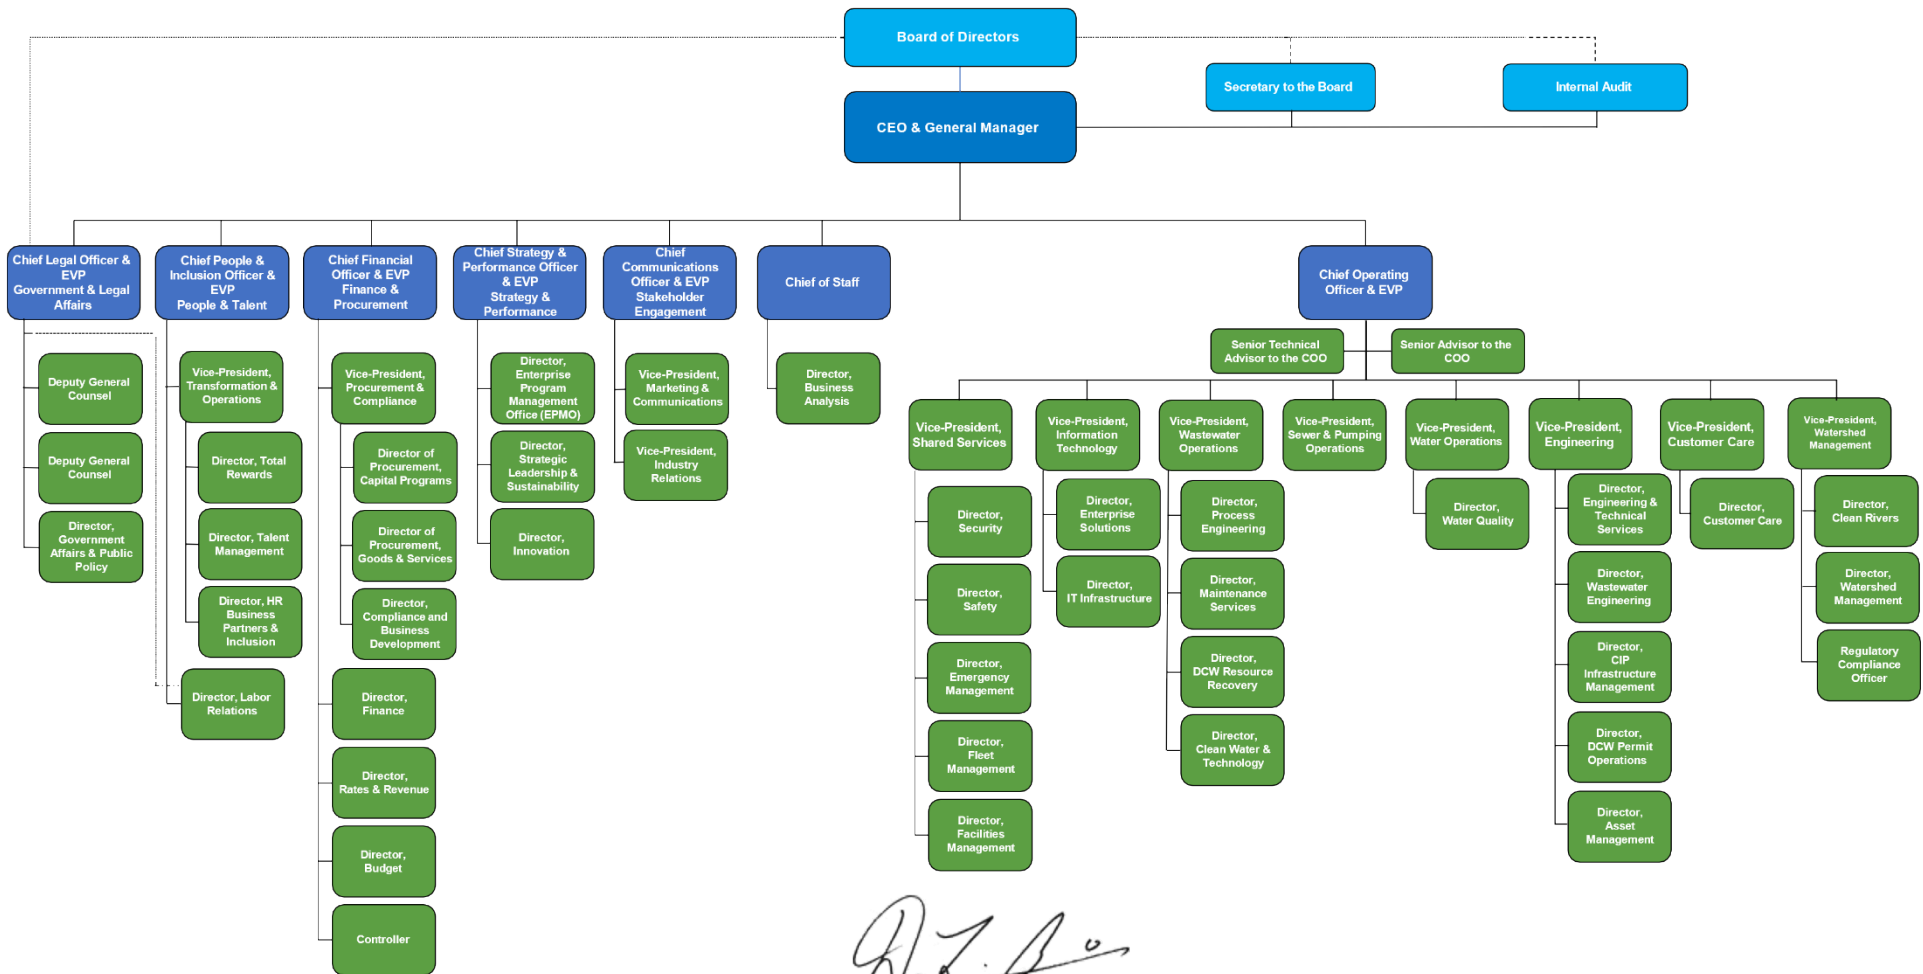 Board of Directors
Secretary to the Board
Internal Audit
CEO & General Manager
Chief Legal Officer &
EVP
Government & Legal
Affairs
Chief People &
Inclusion Officer &
EVP
People & Talent
Chief Financial
Officer & EVP
Finance &
Procurement
Chief Strategy &
Performance Officer
& EVP
Strategy &
Performance
Chief
Communications
Officer & EVP
Stakeholder
Engagement
Chief of Staff
Chief Operating
Officer & EVP
Senior Technical
Advisor to the COO
Senior Advisor to the
COO
Deputy General
Counsel
Deputy General
Counsel
Director,
Government
Affairs & Public
Policy
Vice-President,
Transformation &
Operations
Director, Total
Rewards
Director, Talent
Management
Director, HR
Business
Partners &
Inclusion
Director, Labor
Relations
Vice-President,
Procurement &
Compliance
Director of
Procurement,
Capital Programs
Director of
Procurement,
Goods & Services
Director,
Compliance and
Business
Development
Director,
Finance
Director,
Rates & Revenue
Director,
Budget
Controller
Director,
Enterprise
Program
Management
Office (EPMO)
Director,
Strategic
Leadership &
Sustainability
Director,
Innovation
Vice-President,
Marketing &
Communications
Vice-President,
Industry
Relations
Director,
Business
Analysis
Vice-President,
Shared Services
Director,
Security
Director,
Safety
Director,
Emergency
Management
Director,
Fleet
Management
Director,
Facilities
Management
Vice-President,
Information
Technology
Director,
Enterprise
Solutions
Director,
IT Infrastructure
Vice-President,
Wastewater
Operations
Director,
Process
Engineering
Director,
Maintenance
Services
Director,
DCW Resource
Recovery
Director,
Clean Water &
Technology
Vice-President,
Sewer & Pumping
Operations
Vice-President,
Water Operations
Director,
Water Quality
Vice-President,
Engineering
Director,
Engineering &
Technical
Services
Director,
Wastewater
Engineering
Director,
CIP
Infrastructure
Management
Director,
DCW Permit
Operations
Director,
Asset
Management
Vice-President,
Customer Care
Director,
Customer Care
Vice-President,
Watershed
Management
Director,
Clean Rivers
Director,
Watershed
Management
Regulatory
Compliance
Officer